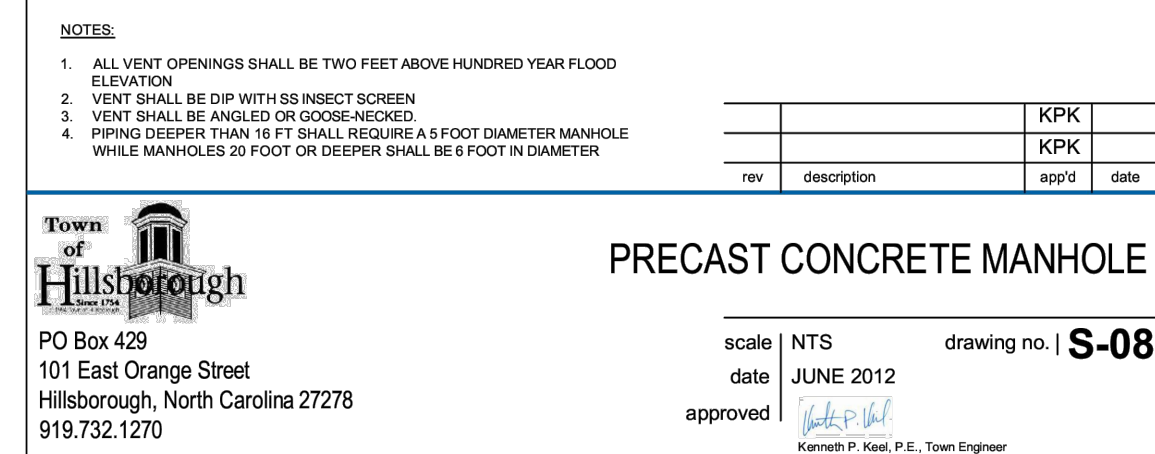 NOTES:
1. ALL VENT OPENINGS SHALL BE TWO FEET ABOVE HUNDRED YEAR FLOOD
ELEVATION
2. VENT SHALL BE DIP WITH SS INSECT SCREEN
3. VENT SHALL BE ANGLED OR GOOSE-NECKED.
4. PIPING DEEPER THAN 16 FT SHALL REQUIRE A 5 FOOT DIAMETER MANHOLE
WHILE MANHOLES 20 FOOT OR DEEPER SHALL BE 6 FOOT IN DIAMETER
KPK
KPK
rev description app'd date
Town
of
Hillsborough
Since 1754
PO Box 429
101 East Orange Street
Hillsborough, North Carolina 27278
919.732.1270
PRECAST CONCRETE MANHOLE
scale NTS drawing no. S-08
date JUNE 2012
approved
Kenneth P. Keel, P.E., Town Engineer